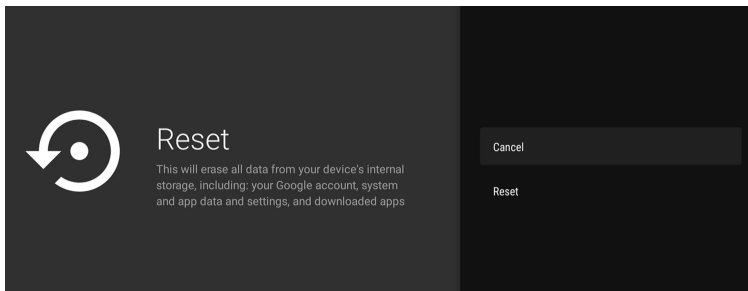 Reset
This will erase all data from your device's internal
storage, including: your Google account, system
and app data and settings, and downloaded apps
Cancel
Reset